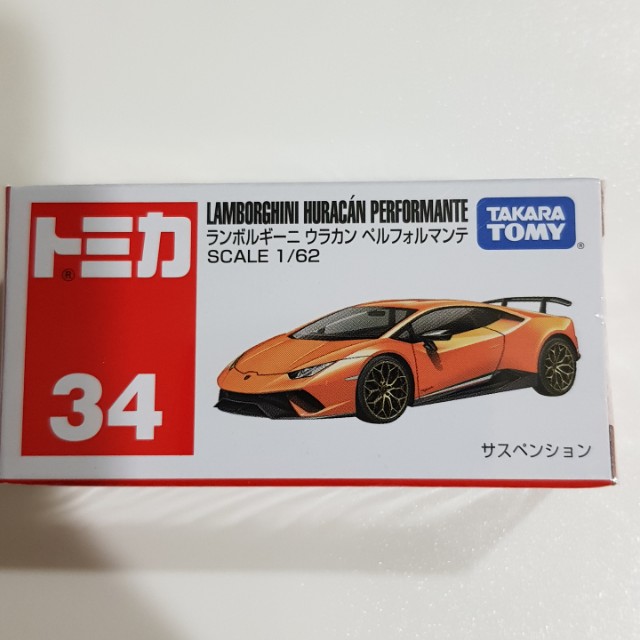 トミカ
®
34
LAMBORGHINI HURACÁN PERFORMANTE
ランボルギーニ ウラカン ペルフォルマンテ
SCALE 1/62
TAKARA
TOMY
®
サスペンション